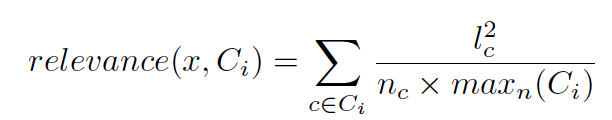 relevance(x, C_i) = \sum_{c \in C_i} \frac{l_c^2}{n_c \times max_n(C_i)}